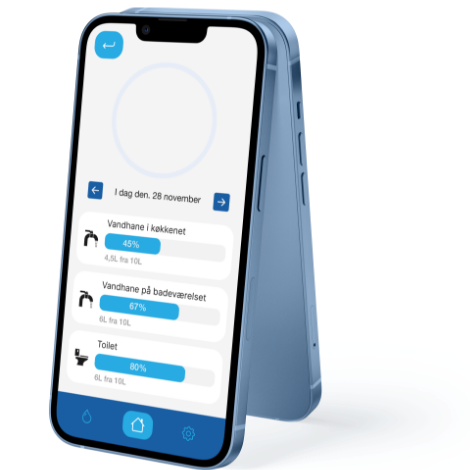 I dag den. 28 november
Vandhane i køkkenet
45%
4,5L fra 10L
Vandhane på badeværelset
67%
6L fra 10L
Toilet
80%
6L fra 10L